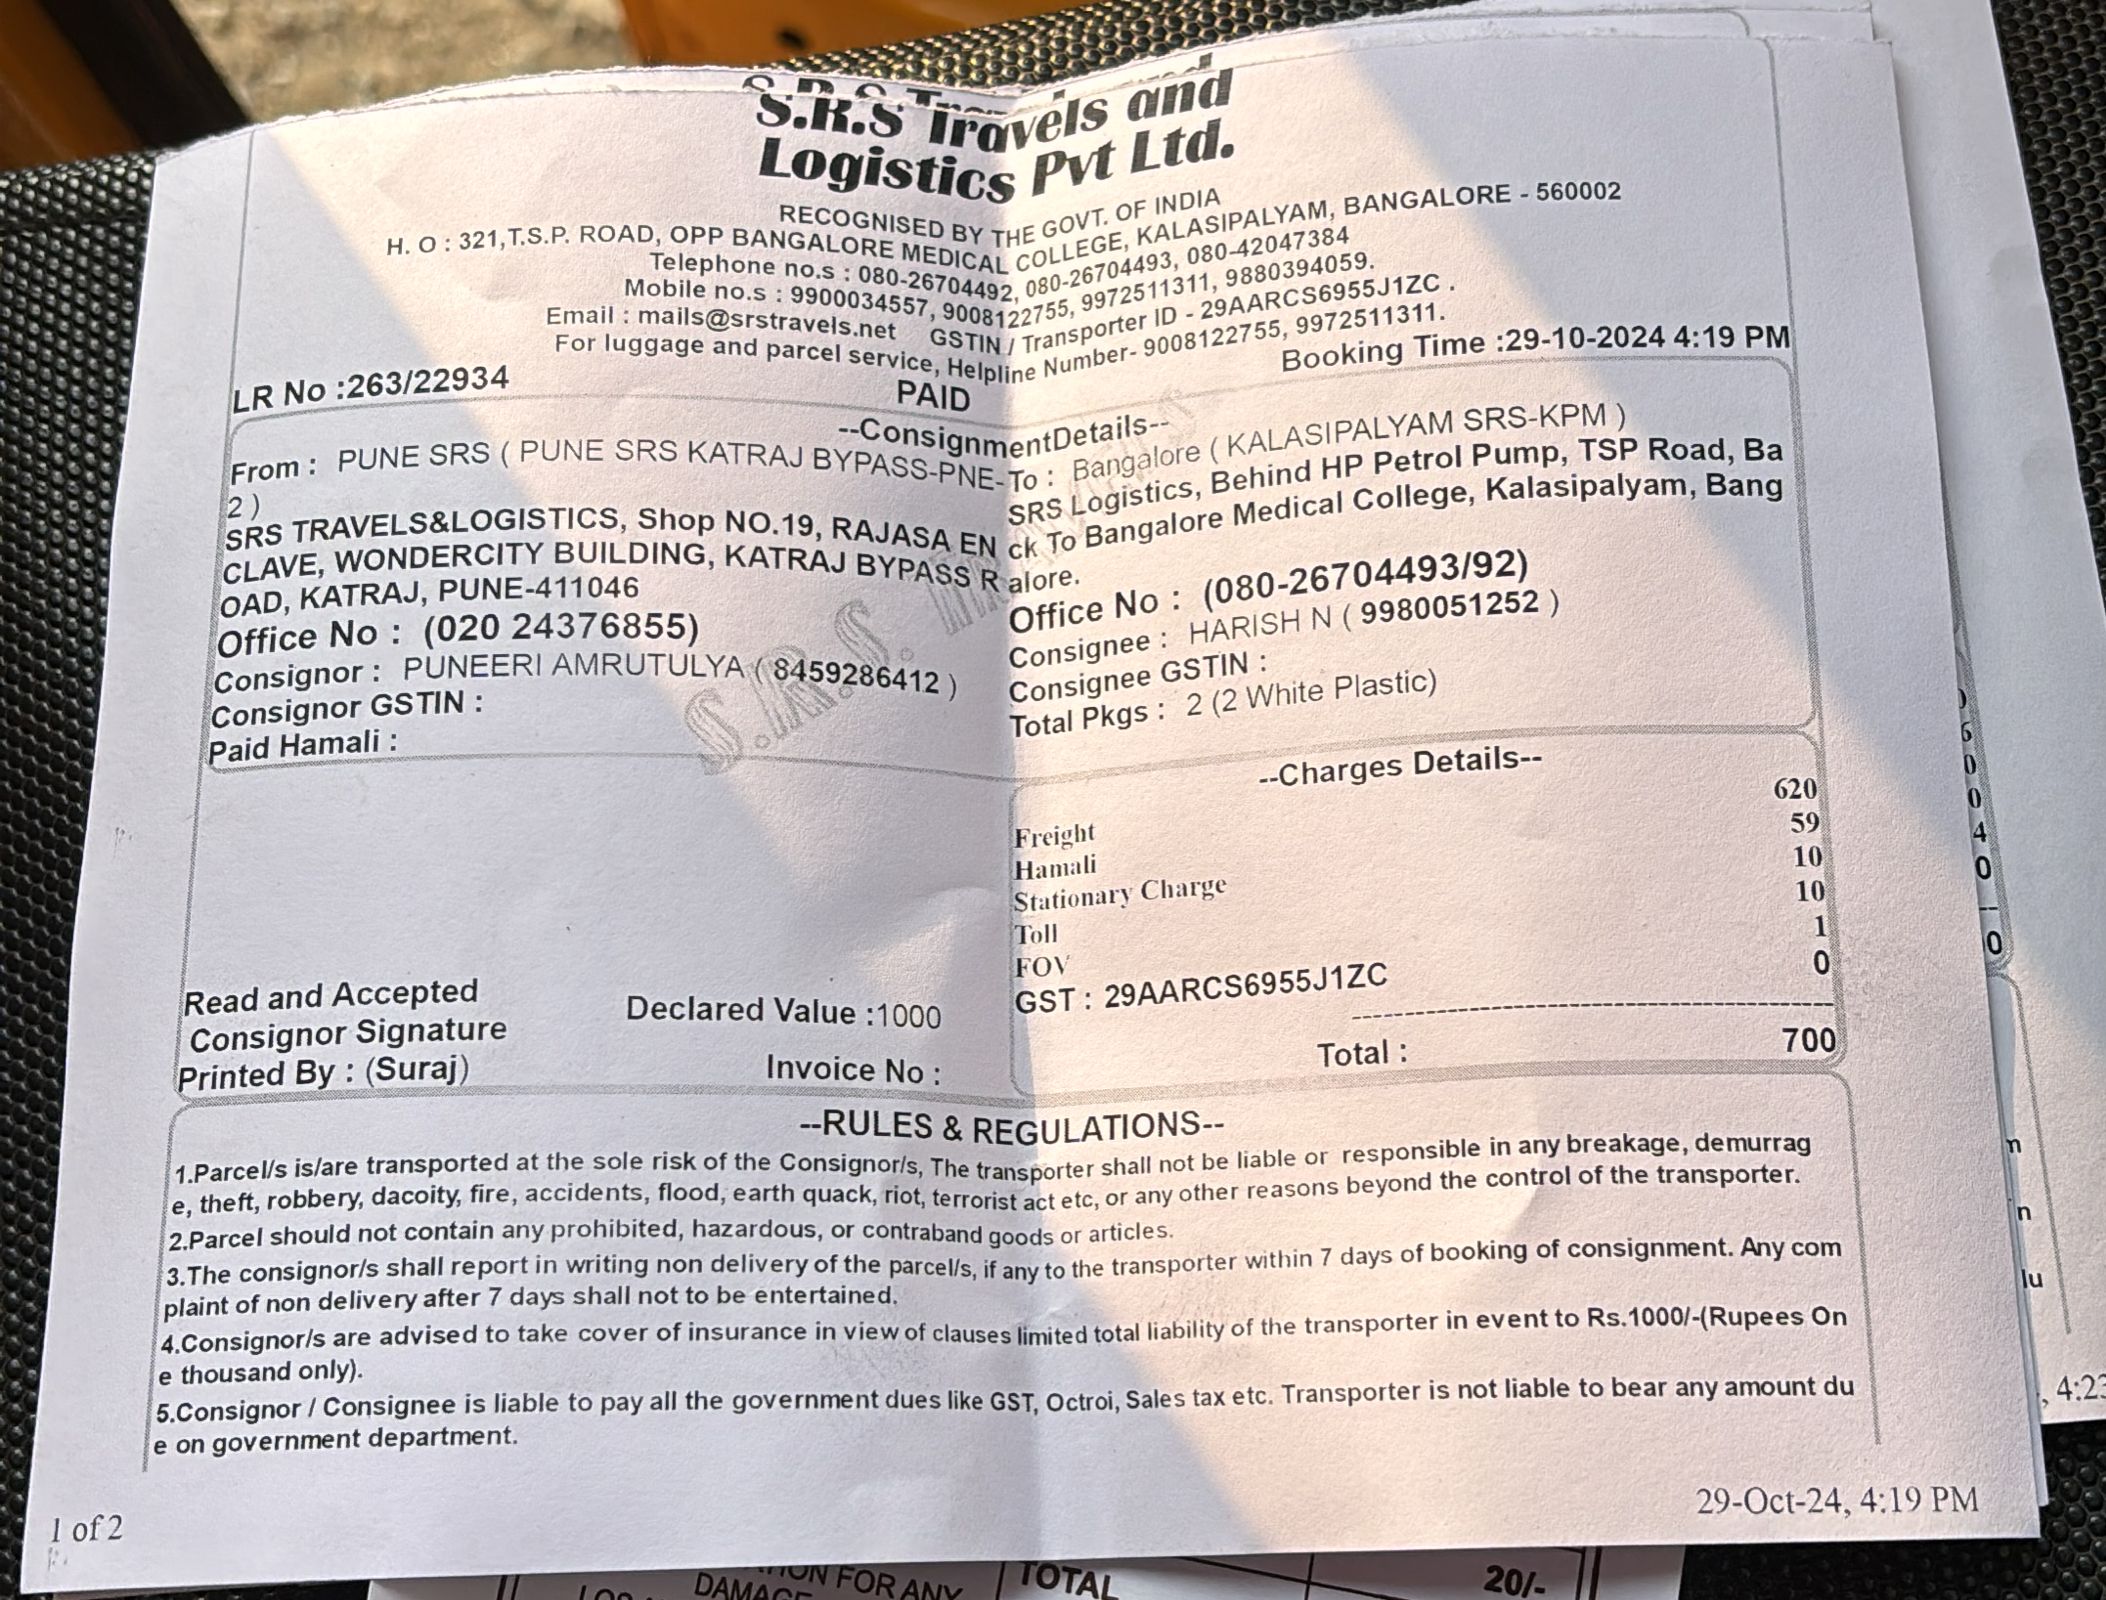 S.R.S Travels and
Logistics Pvt Ltd.
RECOGNISED BY THE GOVT. OF INDIA
H. O : 321,T.S.P. ROAD, OPP BANGALORE MEDICAL COLLEGE, KALASIPALYAM, BANGALORE - 560002
Telephone no.s : 080-26704492, 080-26704493, 080-42047384
Mobile no.s : 9900034557, 9008122755, 9972511311, 9880394059.
Email : mails@srstravels.net GSTIN / Transporter ID - 29AARCS6955J1ZC .
For luggage and parcel service, Helpline Number- 9008122755, 9972511311.
LR No :263/22934
PAID
Booking Time :29-10-2024 4:19 PM
--ConsignmentDetails--
From : PUNE SRS ( PUNE SRS KATRAJ BYPASS-PNE-
2 )
SRS TRAVELS&LOGISTICS, Shop NO.19, RAJASA EN
CLAVE, WONDERCITY BUILDING, KATRAJ BYPASS R
OAD, KATRAJ, PUNE-411046
Office No : (020 24376855)
Consignor : PUNEERI AMRUTULYA ( 8459286412 )
Consignor GSTIN :
Paid Hamali :
To : Bangalore ( KALASIPALYAM SRS-KPM )
SRS Logistics, Behind HP Petrol Pump, TSP Road, Ba
ck To Bangalore Medical College, Kalasipalyam, Bang
alore.
Office No : (080-26704493/92)
Consignee : HARISH N ( 9980051252 )
Consignee GSTIN :
Total Pkgs : 2 (2 White Plastic)
S.R.S. TRAVELS
--Charges Details--
Freight 620
Hamali 59
Stationary Charge 10
Toll 10
FOV 1
GST : 29AARCS6955J1ZC 0
Total : 700
Read and Accepted
Consignor Signature
Printed By : (Suraj)
Declared Value :1000
Invoice No :
--RULES & REGULATIONS--
1.Parcel/s is/are transported at the sole risk of the Consignor/s, The transporter shall not be liable or responsible in any breakage, demurrag
e, theft, robbery, dacoity, fire, accidents, flood, earth quack, riot, terrorist act etc, or any other reasons beyond the control of the transporter.
2.Parcel should not contain any prohibited, hazardous, or contraband goods or articles.
3.The consignor/s shall report in writing non delivery of the parcel/s, if any to the transporter within 7 days of booking of consignment. Any com
plaint of non delivery after 7 days shall not to be entertained.
4.Consignor/s are advised to take cover of insurance in view of clauses limited total liability of the transporter in event to Rs.1000/-(Rupees On
e thousand only).
5.Consignor / Consignee is liable to pay all the government dues like GST, Octroi, Sales tax etc. Transporter is not liable to bear any amount du
e on government department.
1 of 2
29-Oct-24, 4:19 PM
FOR ANY
TOTAL
20/-